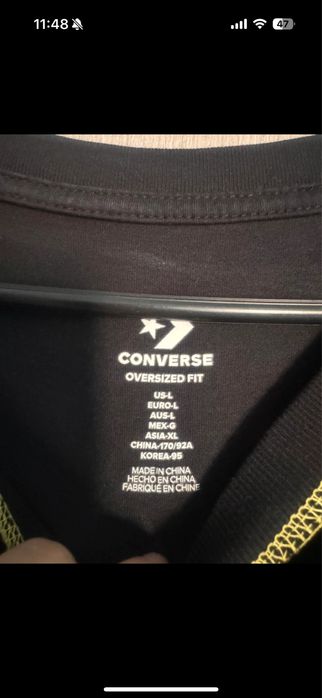 11:48
47
CONVERSE
OVERSIZED FIT
US-L
EURO-L
AUS-L
MEX-G
ASIA-XL
CHINA-170/92A
KOREA-95
MADE IN CHINA
HECHO EN CHINA
FABRIQUÉ EN CHINE